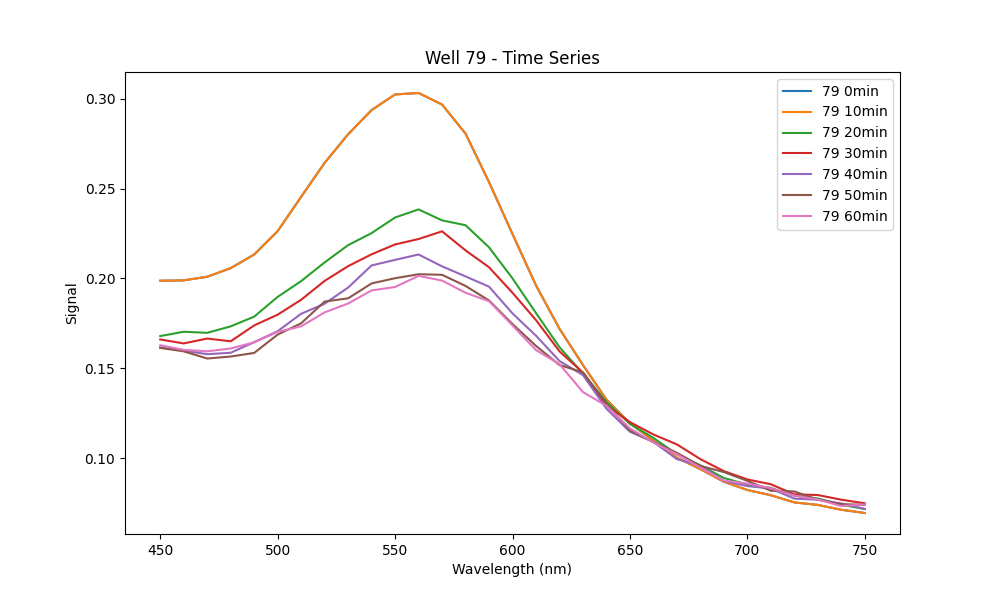 Well 79 - Time Series
79 0min
79 10min
79 20min
79 30min
79 40min
79 50min
79 60min
Signal
0.30
0.25
0.20
0.15
0.10
450 500 550 600 650 700 750
Wavelength (nm)